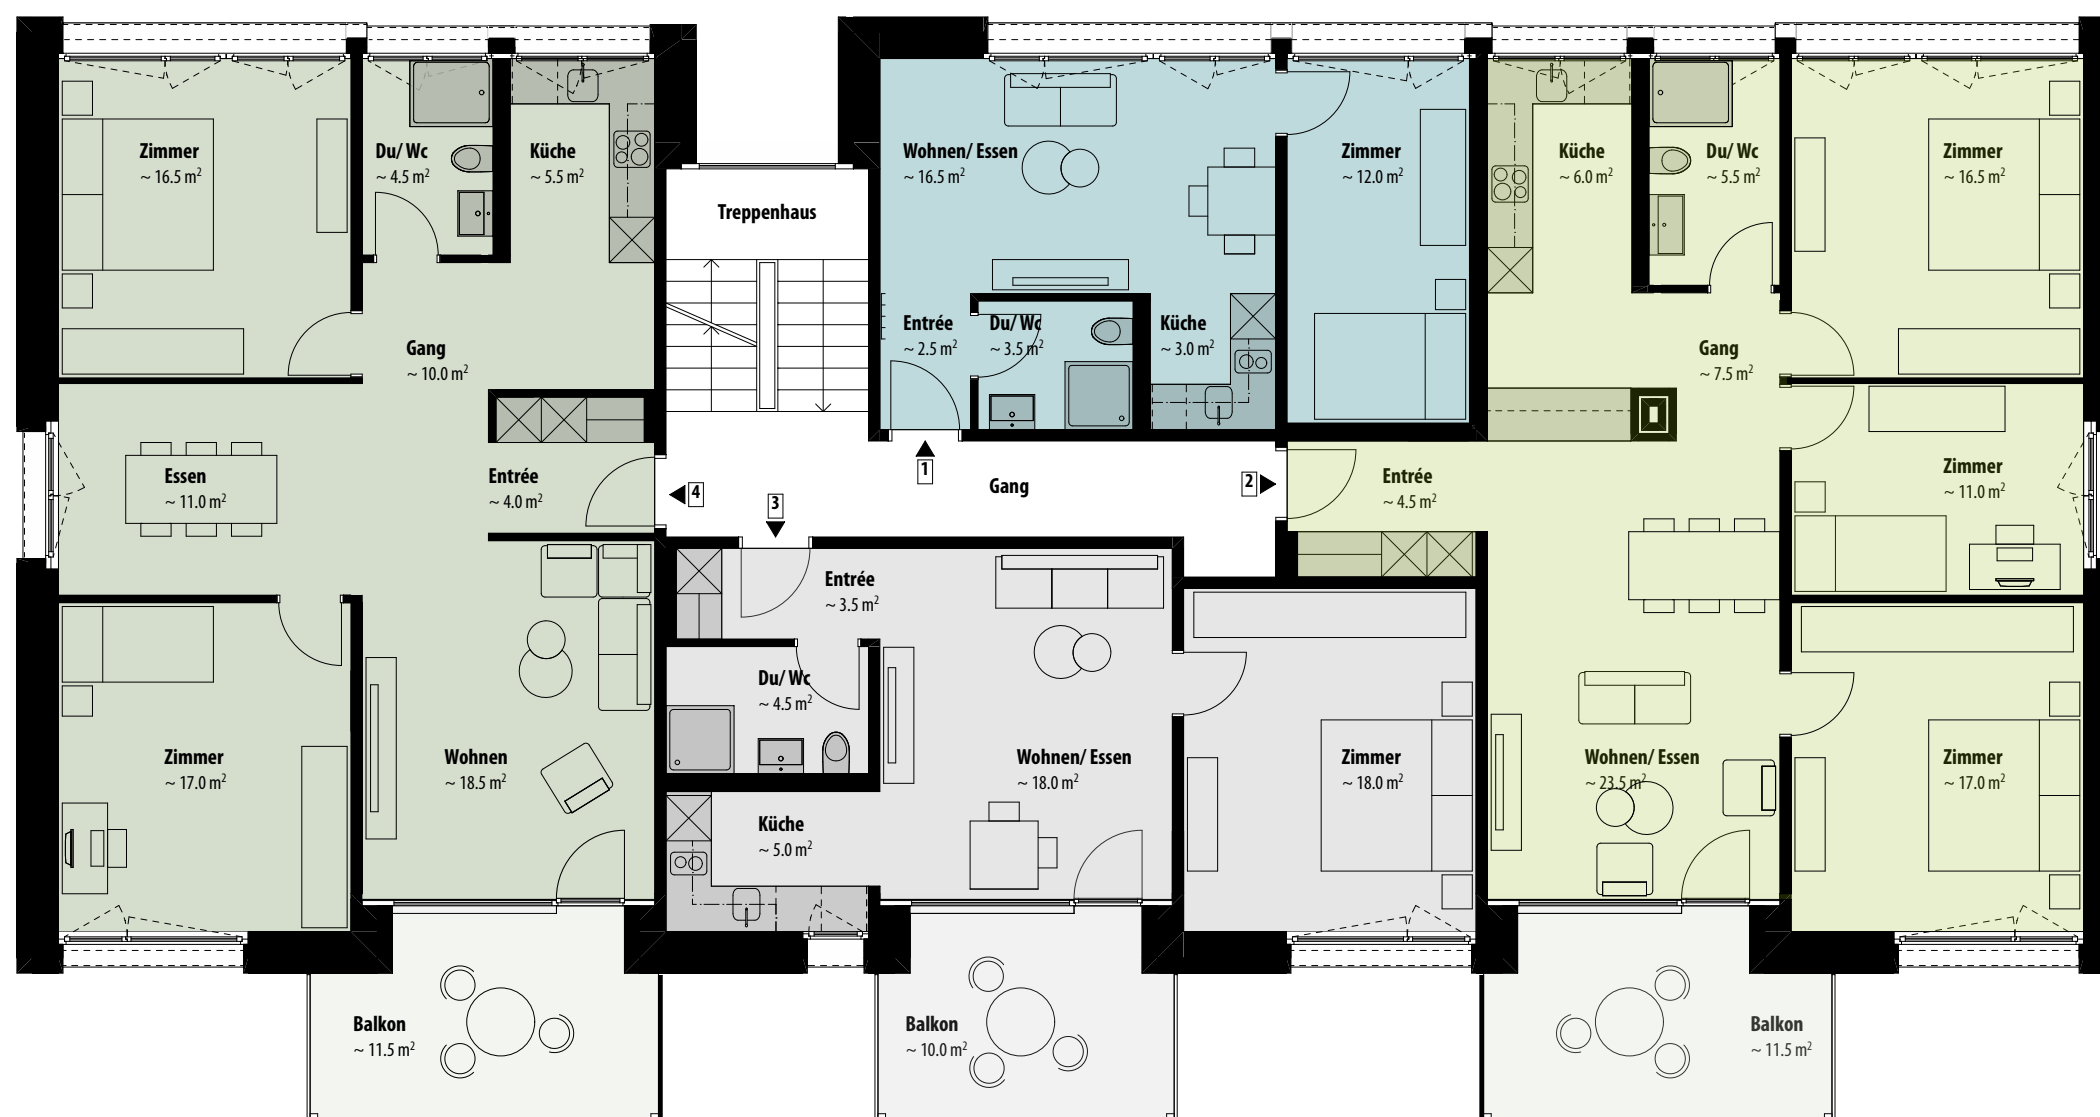 Zimmer
~ 16.5 m²
Du/ Wc
~ 4.5 m²
Küche
~ 5.5 m²
Treppenhaus
Wohnen/ Essen
~ 16.5 m²
Zimmer
~ 12.0 m²
Küche
~ 6.0 m²
Du/ Wc
~ 5.5 m²
Zimmer
~ 16.5 m²
Gang
~ 10.0 m²
Entrée
~ 2.5 m²
Du/ Wc
~ 3.5 m²
Küche
~ 3.0 m²
Gang
~ 7.5 m²
Essen
~ 11.0 m²
Entrée
~ 4.0 m²
4
3
1
Gang
2
Entrée
~ 4.5 m²
Zimmer
~ 11.0 m²
Entrée
~ 3.5 m²
Du/ Wc
~ 4.5 m²
Zimmer
~ 17.0 m²
Wohnen
~ 18.5 m²
Wohnen/ Essen
~ 18.0 m²
Zimmer
~ 18.0 m²
Wohnen/ Essen
~ 23.5 m²
Zimmer
~ 17.0 m²
Küche
~ 5.0 m²
Balkon
~ 11.5 m²
Balkon
~ 10.0 m²
Balkon
~ 11.5 m²